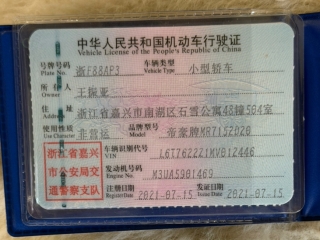 中华人民共和国机动车行驶证
Vehicle License of the People's Republic of China
号牌号码 浙F88AP3 车辆类型 小型轿车
Plate No. Vehicle Type
所有人 王振亚
Owner
住址 浙江省嘉兴市南湖区石雪公寓48幢504室
Address
使用性质 非营运 品牌型号 帝豪牌MR7152D20
Use Character Model
浙江省嘉兴
市公安局交
通警察支队
车辆识别代号
VIN
发动机号码 M3UA5901469
Engine No.
注册日期 2021-07-15 发证日期 2021-07-15
Register Date Issue Date